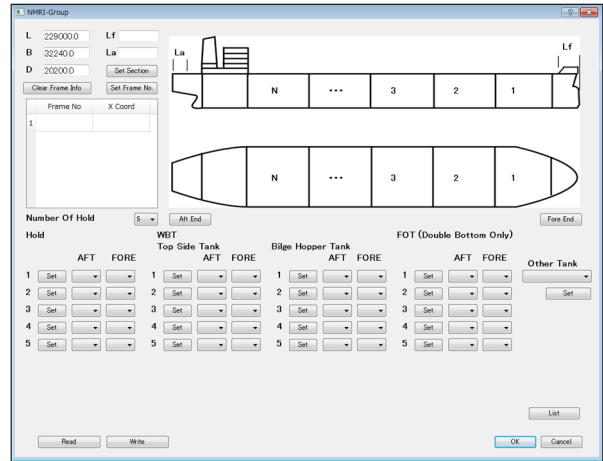 NMRI-Group
L 229000.0 Lf
B 32240.0 La
D 20200.0 Set Section
Clear Frame Info Set Frame No.
Frame No X Coord
1
La Lf
N ... 3 2 1
N ... 3 2 1
Number Of Hold 5 Aft End Fore End
Hold WBT FOT (Double Bottom Only)
Top Side Tank Bilge Hopper Tank
AFT FORE AFT FORE AFT FORE AFT FORE Other Tank
1 Set 1 Set 1 Set 1 Set
2 Set 2 Set 2 Set 2 Set Set
3 Set 3 Set 3 Set 3 Set
4 Set 4 Set 4 Set 4 Set
5 Set 5 Set 5 Set 5 Set
List
Read Write OK Cancel